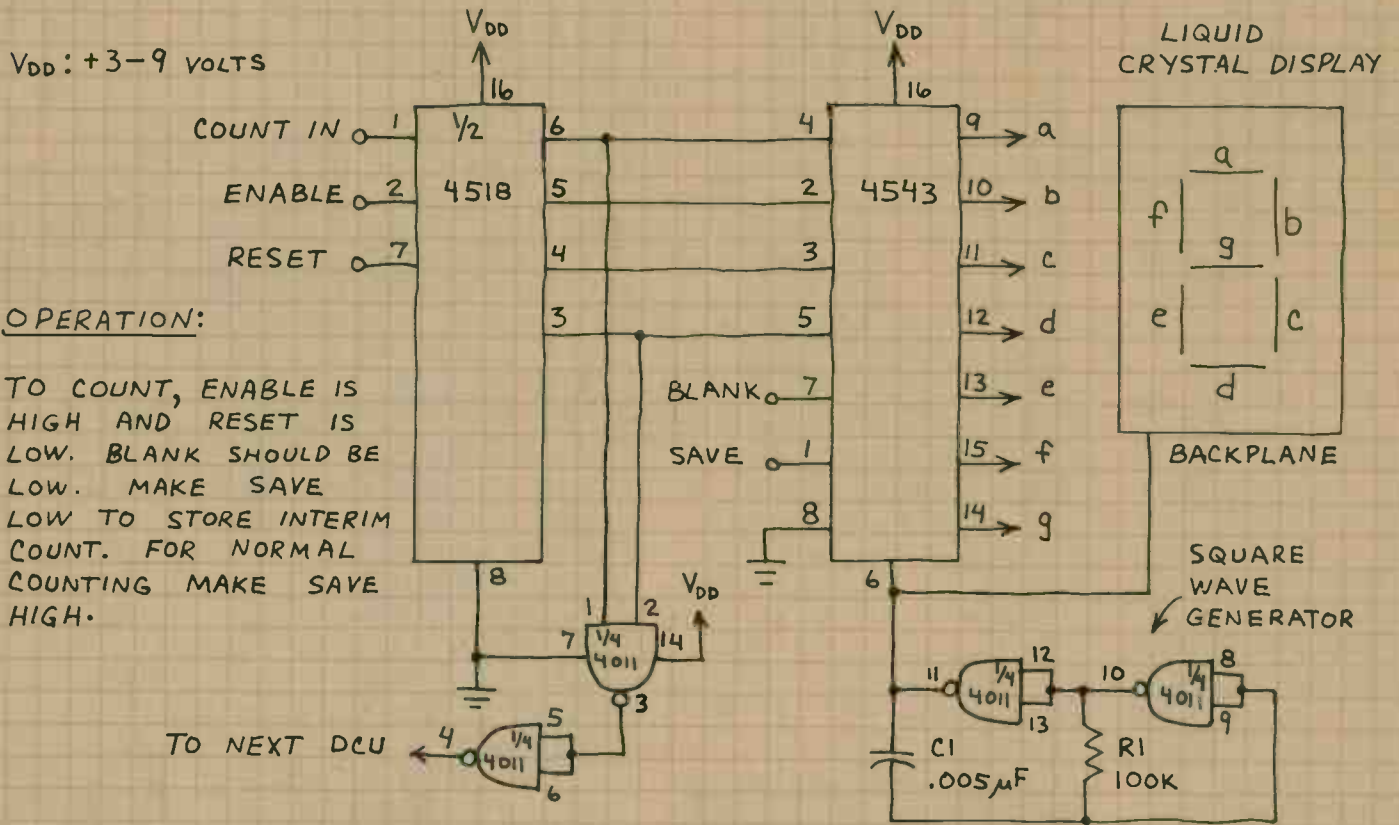 VDD: +3-9 VOLTS
VDD
VDD
LIQUID
CRYSTAL DISPLAY
16
16
COUNT IN 1
ENABLE 2
RESET 7
1/2
4518
6
5
4
3
8
4
2
3
5
BLANK 7
SAVE 1
8
4543
6
9 a
10 b
11 c
12 d
13 e
15 f
14 g
a
f
b
g
e
c
d
BACKPLANE
OPERATION:
TO COUNT, ENABLE IS
HIGH AND RESET IS
LOW. BLANK SHOULD BE
LOW. MAKE SAVE
LOW TO STORE INTERIM
COUNT. FOR NORMAL
COUNTING MAKE SAVE
HIGH.
1 2
VDD
7
1/4
4011
14
3
TO NEXT DCU
4
1/4
4011
5
6
SQUARE
WAVE
GENERATOR
11
1/4
4011
12
13
10
1/4
4011
8
9
C1
.005µF
R1
100K